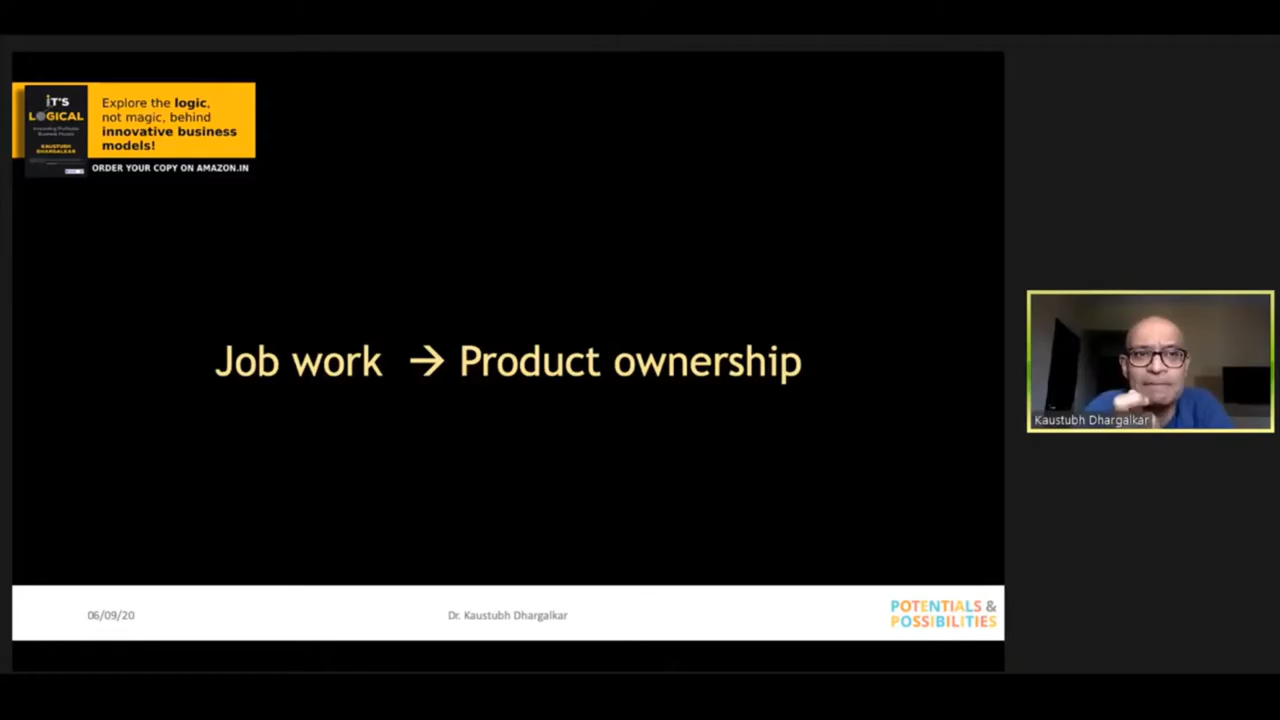 iT'S
LOGICAL
KAUSTUBH
DHARGALKAR
Explore the logic,
not magic, behind
innovative business
models!
ORDER YOUR COPY ON AMAZON.IN
Job work → Product ownership
Kaustubh Dhargalkar
06/09/20
Dr. Kaustubh Dhargalkar
POTENTIALS &
POSSIBILITIES